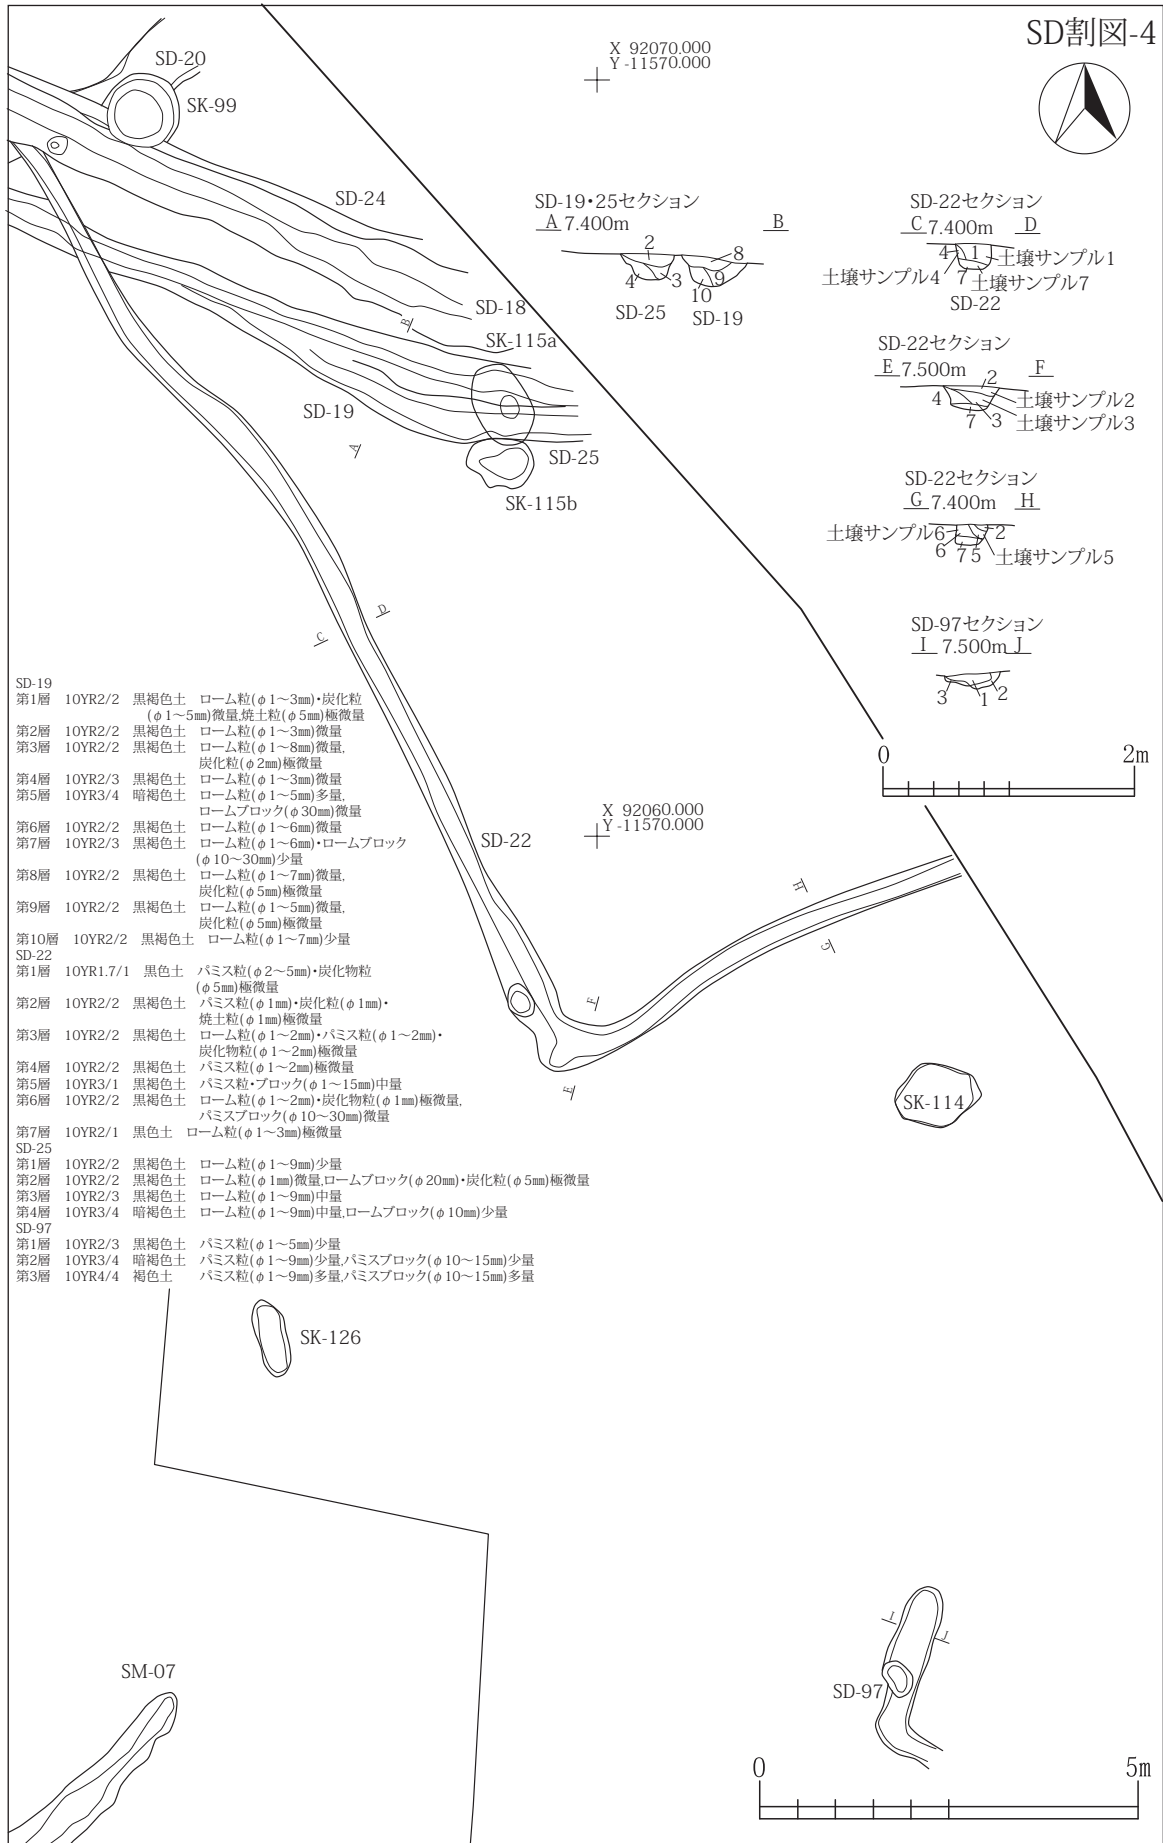 SD割図-4
X 92070.000
Y -11570.000
SD-20
SK-99
SD-24
SD-18
SK-115a
SD-19
SD-25
SK-115b
B
A
D
C
SD-19・25セクション
A 7.400m B
2
8
4 3 9
10
SD-25 SD-19
SD-22セクション
C 7.400m D
4 1 土壌サンプル1
土壌サンプル4 7 土壌サンプル7
SD-22
SD-22セクション
E 7.500m F
2
4 土壌サンプル2
7 3 土壌サンプル3
SD-22セクション
G 7.400m H
土壌サンプル6 2
6 7 5 土壌サンプル5
SD-97セクション
I 7.500m J
3 1 2
0 2m
X 92060.000
Y -11570.000
SD-22
H
G
F
E
SK-114
SD-19
第1層 10YR2/2 黒褐色土 ローム粒(φ1～3㎜)・炭化粒
(φ1～5㎜)微量,焼土粒(φ5㎜)極微量
第2層 10YR2/2 黒褐色土 ローム粒(φ1～3㎜)微量
第3層 10YR2/2 黒褐色土 ローム粒(φ1～8㎜)微量,
炭化粒(φ2㎜)極微量
第4層 10YR2/3 黒褐色土 ローム粒(φ1～3㎜)微量
第5層 10YR3/4 暗褐色土 ローム粒(φ1～5㎜)多量,
ロームブロック(φ30㎜)微量
第6層 10YR2/2 黒褐色土 ローム粒(φ1～6㎜)微量
第7層 10YR2/3 黒褐色土 ローム粒(φ1～6㎜)・ロームブロック
(φ10～30㎜)少量
第8層 10YR2/2 黒褐色土 ローム粒(φ1～7㎜)微量,
炭化粒(φ5㎜)極微量
第9層 10YR2/2 黒褐色土 ローム粒(φ1～5㎜)微量,
炭化粒(φ5㎜)極微量
第10層 10YR2/2 黒褐色土 ローム粒(φ1～7㎜)少量
SD-22
第1層 10YR1.7/1 黒色土 パミス粒(φ2～5㎜)・炭化物粒
(φ5㎜)極微量
第2層 10YR2/2 黒褐色土 パミス粒(φ1㎜)・炭化粒(φ1㎜)・
焼土粒(φ1㎜)極微量
第3層 10YR2/2 黒褐色土 ローム粒(φ1～2㎜)・パミス粒(φ1～2㎜)・
炭化物粒(φ1～2㎜)極微量
第4層 10YR2/2 黒褐色土 パミス粒(φ1～2㎜)極微量
第5層 10YR3/1 黒褐色土 パミス粒・ブロック(φ1～15㎜)中量
第6層 10YR2/2 黒褐色土 ローム粒(φ1～2㎜)・炭化物粒(φ1㎜)極微量,
パミスブロック(φ10～30㎜)微量
第7層 10YR2/1 黒色土 ローム粒(φ1～3㎜)極微量
SD-25
第1層 10YR2/2 黒褐色土 ローム粒(φ1～9㎜)少量
第2層 10YR2/2 黒褐色土 ローム粒(φ1㎜)微量,ロームブロック(φ20㎜)・炭化粒(φ5㎜)極微量
第3層 10YR2/3 黒褐色土 ローム粒(φ1～9㎜)中量
第4層 10YR3/4 暗褐色土 ローム粒(φ1～9㎜)中量,ロームブロック(φ10㎜)少量
SD-97
第1層 10YR2/3 黒褐色土 パミス粒(φ1～5㎜)少量
第2層 10YR3/4 暗褐色土 パミス粒(φ1～9㎜)少量,パミスブロック(φ10～15㎜)少量
第3層 10YR4/4 褐色土 パミス粒(φ1～9㎜)多量,パミスブロック(φ10～15㎜)多量
SK-126
SM-07
I
J
SD-97
0 5m